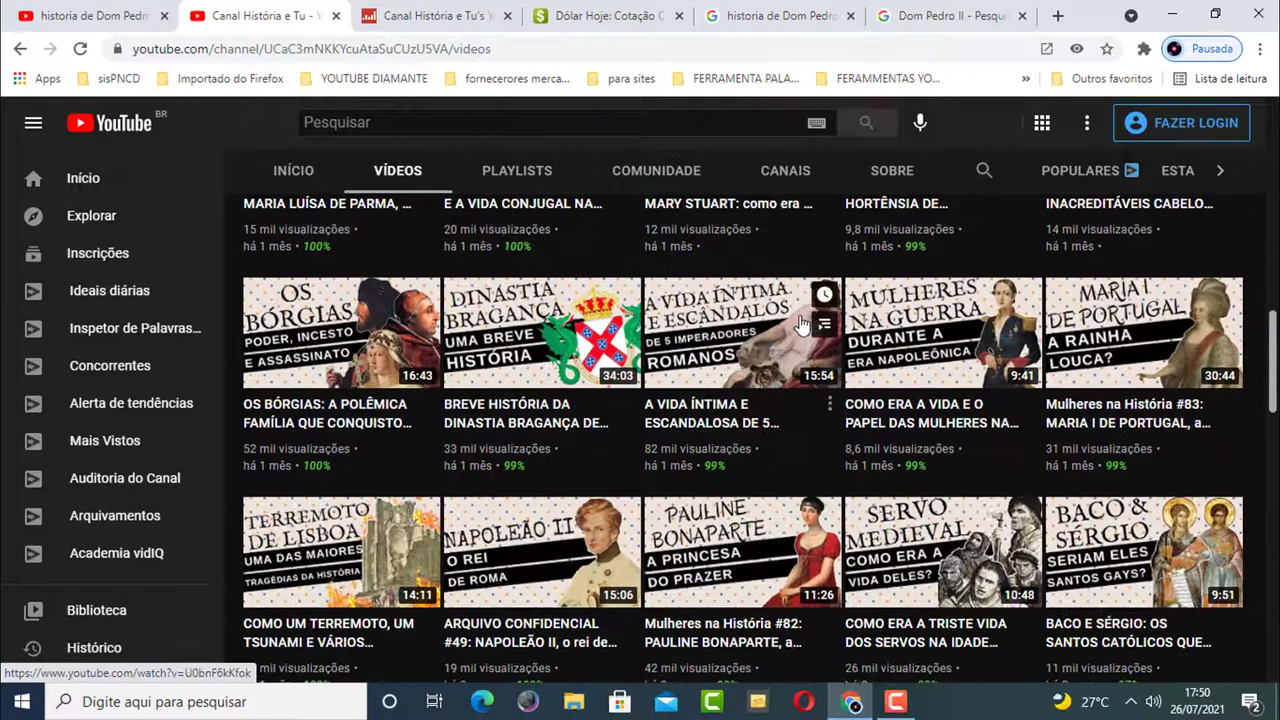 historia de Dom Pedro
Canal História e Tu - Y
Canal História e Tu's Y
Dólar Hoje: Cotação C
historia de Dom Pedro
Dom Pedro II - Pesqui
youtube.com/channel/UCaC3mNKKYcuAtaSuCUzU5VA/videos
Pausada
Apps
sisPNCD
Importado do Firefox
YOUTUBE DIAMANTE
fornecerores merca...
para sites
FERRAMENTA PALA...
FERAMMENTAS YO...
»
Outros favoritos
Lista de leitura
YouTube BR
Pesquisar
FAZER LOGIN
INÍCIO
VÍDEOS
PLAYLISTS
COMUNIDADE
CANAIS
SOBRE
POPULARES
ESTA
Início
Explorar
Inscrições
Ideais diárias
Inspetor de Palavras...
Concorrentes
Alerta de tendências
Mais Vistos
Auditoria do Canal
Arquivamentos
Academia vidIQ
Biblioteca
Histórico
MARIA LUÍSA DE PARMA, ...
15 mil visualizações •
há 1 mês • 100%
E A VIDA CONJUGAL NA...
20 mil visualizações •
há 1 mês • 100%
MARY STUART: como era ...
12 mil visualizações •
há 1 mês •
HORTÊNSIA DE...
9,8 mil visualizações •
há 1 mês • 99%
INACREDITÁVEIS CABELO...
14 mil visualizações •
há 1 mês •
OS
BÓRGIAS
PODER, INCESTO
E ASSASSINATO
16:43
OS BÓRGIAS: A POLÊMICA
FAMÍLIA QUE CONQUISTO...
52 mil visualizações •
há 1 mês • 100%
DINASTIA
BRAGANÇA
UMA BREVE
HISTÓRIA
34:03
BREVE HISTÓRIA DA
DINASTIA BRAGANÇA DE...
33 mil visualizações •
há 1 mês • 99%
A VIDA ÍNTIMA
E ESCÂNDALOS
DE 5 IMPERADORES
ROMANOS
15:54
A VIDA ÍNTIMA E
ESCANDALOSA DE 5...
82 mil visualizações •
há 1 mês • 99%
MULHERES
NA GUERRA
DURANTE A
ERA NAPOLEÔNICA
9:41
COMO ERA A VIDA E O
PAPEL DAS MULHERES NA...
8,6 mil visualizações •
há 1 mês • 99%
MARIA I
DE PORTUGAL
A RAINHA
LOUCA?
30:44
Mulheres na História #83:
MARIA I DE PORTUGAL, a...
31 mil visualizações •
há 1 mês • 99%
TERREMOTO
DE LISBOA
UMA DAS MAIORES
TRAGÉDIAS DA HISTÓRIA
14:11
COMO UM TERREMOTO, UM
TSUNAMI E VÁRIOS...
mil visualizações •
NAPOLEÃO II
O REI
DE ROMA
15:06
ARQUIVO CONFIDENCIAL
#49: NAPOLEÃO II, o rei de...
19 mil visualizações •
PAULINE
BONAPARTE
A PRINCESA
DO PRAZER
11:26
Mulheres na História #82:
PAULINE BONAPARTE, a...
42 mil visualizações •
SERVO
MEDIEVAL
COMO ERA A
VIDA DELES?
10:48
COMO ERA A TRISTE VIDA
DOS SERVOS NA IDADE...
26 mil visualizações •
BACO &
SÉRGIO
SERIAM ELES
SANTOS GAYS?
9:51
BACO E SÉRGIO: OS
SANTOS CATÓLICOS QUE...
11 mil visualizações •
https://www.youtube.com/watch?v=U0bnF6kKfok
Digite aqui para pesquisar
27°C
17:50
26/07/2021
2